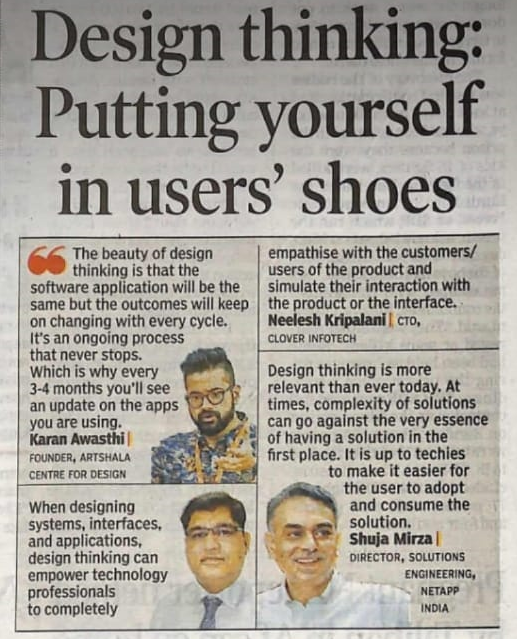 Design thinking:
Putting yourself
in users’ shoes
“ The beauty of design
thinking is that the
software application will be the
same but the outcomes will keep
on changing with every cycle.
It’s an ongoing process
that never stops.
Which is why every
3-4 months you’ll see
an update on the apps
you are using.
Karan Awasthi |
FOUNDER, ARTSHALA
CENTRE FOR DESIGN
When designing
systems, interfaces,
and applications,
design thinking can
empower technology
professionals
to completely
empathise with the customers/
users of the product and
simulate their interaction with
the product or the interface.
Neelesh Kripalani | CTO,
CLOVER INFOTECH
Design thinking is more
relevant than ever today. At
times, complexity of solutions
can go against the very essence
of having a solution in the
first place. It is up to techies
to make it easier for
the user to adopt
and consume the
solution.
Shuja Mirza |
DIRECTOR, SOLUTIONS
ENGINEERING,
NETAPP
INDIA